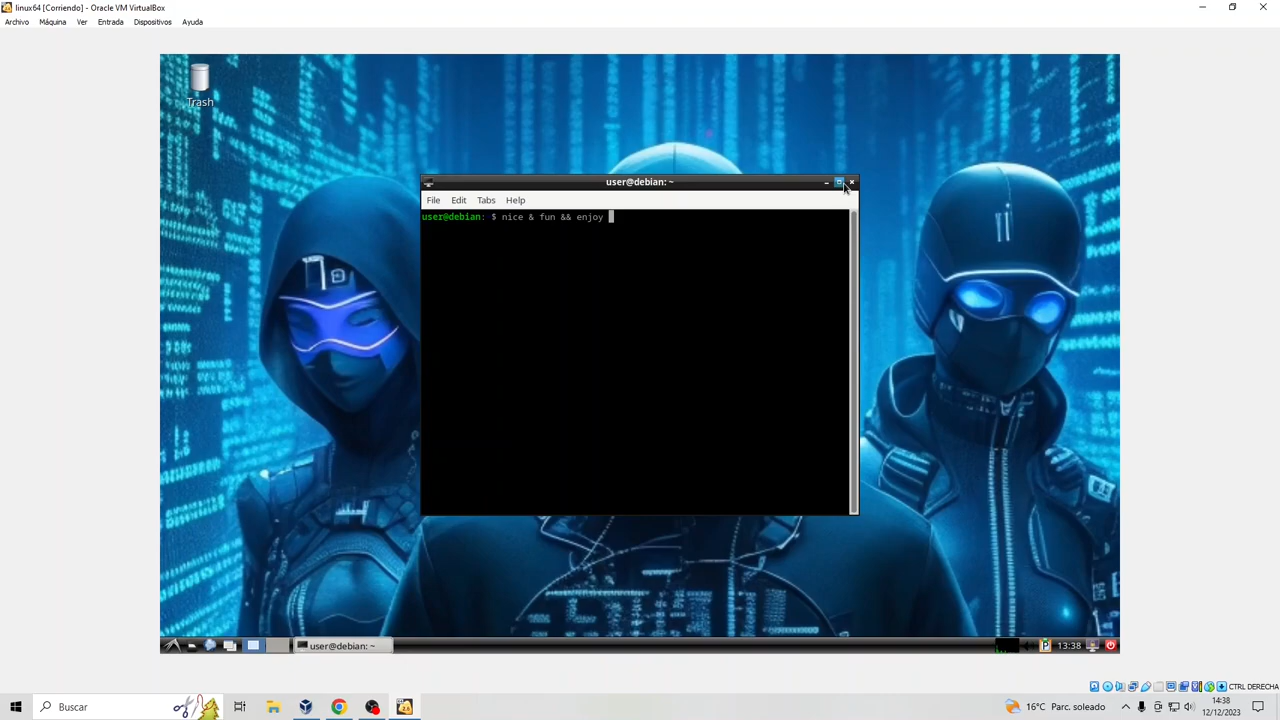 linux64 [Corriendo] - Oracle VM VirtualBox
Archivo Máquina Ver Entrada Dispositivos Ayuda
Trash
user@debian: ~
File Edit Tabs Help
user@debian: $ nice & fun && enjoy
user@debian: ~
13:38
CTRL DERECHA
Buscar
16°C Parc. soleado
14:38
12/12/2023